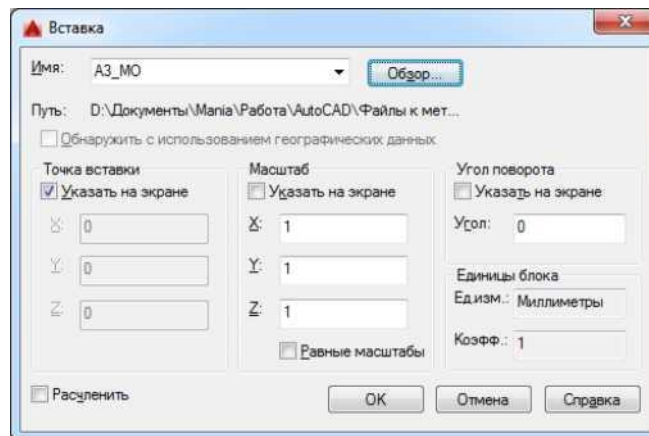 Вставка
Имя: A3_MO Обзор...
Путь: D:\Документы\Mania\Работа\AutoCAD\Файлы к мет...
Обнаружить с использованием географических данных
Точка вставки
Указать на экране
X: 0
Y: 0
Z: 0
Масштаб
Указать на экране
X: 1
Y: 1
Z: 1
Равные масштабы
Угол поворота
Указать на экране
Угол: 0
Единицы блока
Ед.изм.: Миллиметры
Коэфф.: 1
Расчленить
OK Отмена Справка